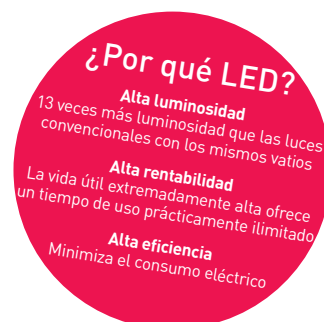 ¿Por qué LED?
Alta luminosidad
13 veces más luminosidad que las luces
convencionales con los mismos vatios
Alta rentabilidad
La vida útil extremadamente alta ofrece
un tiempo de uso prácticamente ilimitado
Alta eficiencia
Minimiza el consumo eléctrico